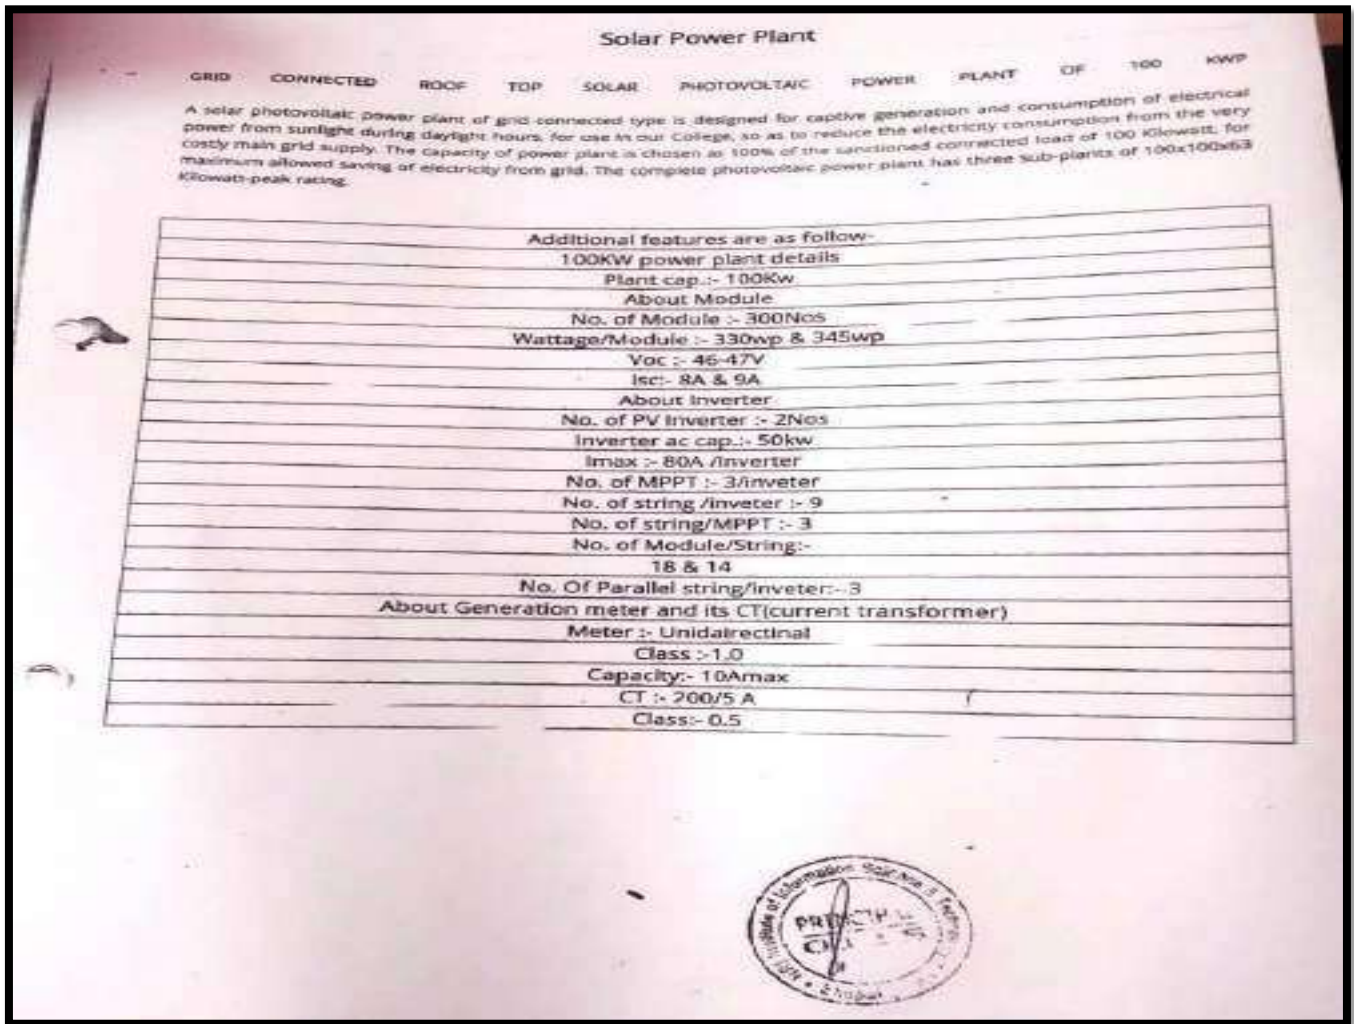 Solar Power Plant
GRID CONNECTED ROOF TOP SOLAR PHOTOVOLTAIC POWER PLANT OF 100 KWP
A solar photovoltaic power plant of grid-connected type is designed for captive generation and consumption of electrical
power from sunlight during daylight hours, for use in our College, so as to reduce the electricity consumption from the very
costly main grid supply. The capacity of power plant is chosen as 100% of the sanctioned connected load of 100 Kilowatt, for
maximum allowed saving of electricity from grid. The complete photovoltaic power plant has three sub-plants of 100x100x63
Kilowatt-peak rating.
Additional features are as follow-
100KW power plant details
Plant cap.:- 100Kw
About Module
No. of Module :- 300Nos
Wattage/Module :- 330wp & 345wp
Voc :- 46-47V
Isc:- 8A & 9A
About Inverter
No. of PV Inverter :- 2Nos
Inverter ac cap.:- 50kw
Imax :- 80A /Inverter
No. of MPPT :- 3/inveter
No. of string /inveter :- 9
No. of string/MPPT :- 3
No. of Module/String:-
18 & 14
No. Of Parallel string/inveter:- 3
About Generation meter and its CT(current transformer)
Meter :- Unidairectinal
Class :-1.0
Capacity:- 10Amax
CT :- 200/5 A
Class:- 0.5
NRI Institute of Information
Bhopal